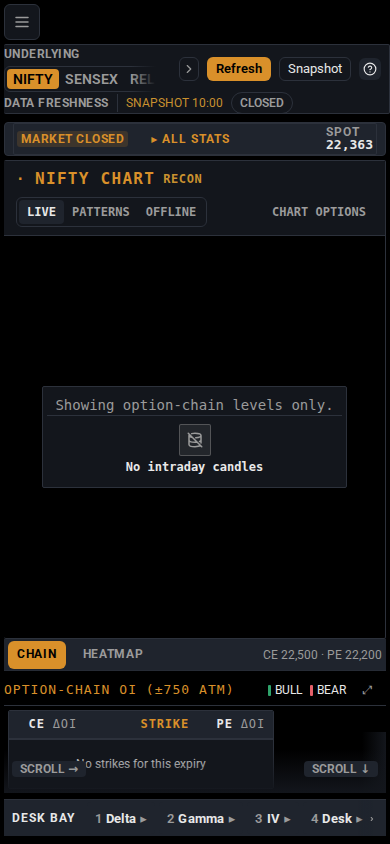 UNDERLYING
NIFTY SENSEX REL
Refresh Snapshot
DATA FRESHNESS SNAPSHOT 10:00 CLOSED
MARKET CLOSED ▸ ALL STATS SPOT 22,363
· NIFTY CHART RECON
LIVE PATTERNS OFFLINE CHART OPTIONS
Showing option-chain levels only.
No intraday candles
CHAIN HEATMAP CE 22,500 · PE 22,200
OPTION-CHAIN OI (±750 ATM) BULL BEAR ⤢
CE ΔOI STRIKE PE ΔOI
No strikes for this expiry
SCROLL → SCROLL ↓
DESK BAY 1 Delta ▸ 2 Gamma ▸ 3 IV ▸ 4 Desk ▸ ›